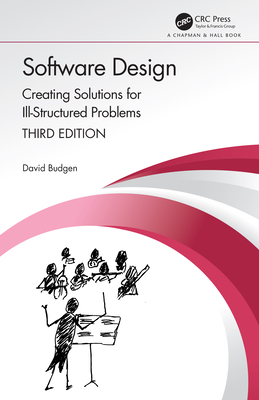 CRC Press
Taylor & Francis Group
A CHAPMAN & HALL BOOK
Software Design
Creating Solutions for
Ill-Structured Problems
THIRD EDITION
David Budgen